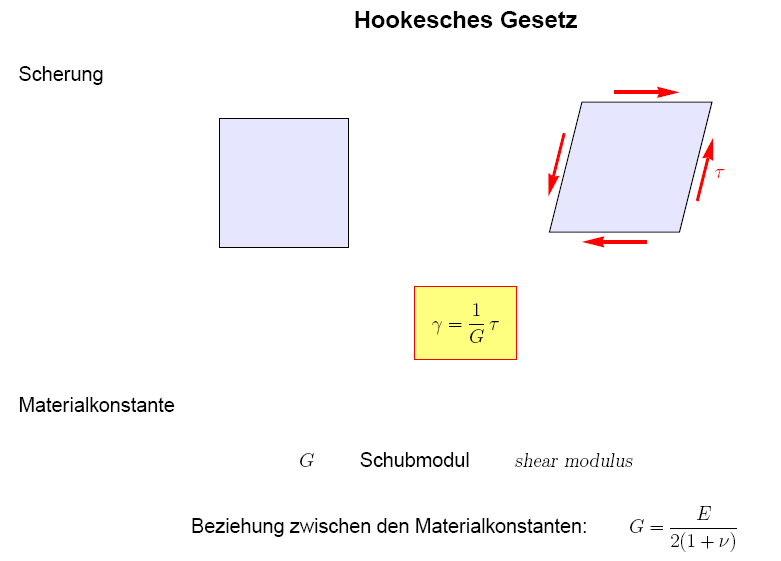 Hookesches Gesetz
Scherung
τ
γ = 1/G τ
Materialkonstante
G Schubmodul shear modulus
Beziehung zwischen den Materialkonstanten: G = E/2(1 + ν)